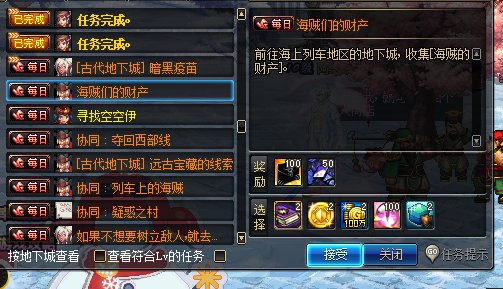 已完成 任务完成。
已完成 任务完成。
每日 [古代地下城] 暗黑疫苗
每日 海贼们的财产
每日 寻找空空伊
每日 协同：夺回西部线
每日 [古代地下城] 远古宝藏的线索
每日 协同：列车上的海贼
每日 协同：疑惑之村
每日 如果不想要树立敌人,就去...
按地下城查看 查看符合Lv的任务
每日 海贼们的财产
前往海上列车地区的地下城，收集[海贼的
财产]。
奖励 100 50
选择 2 2 2 100万 100 2
接受 关闭 GO 任务提示